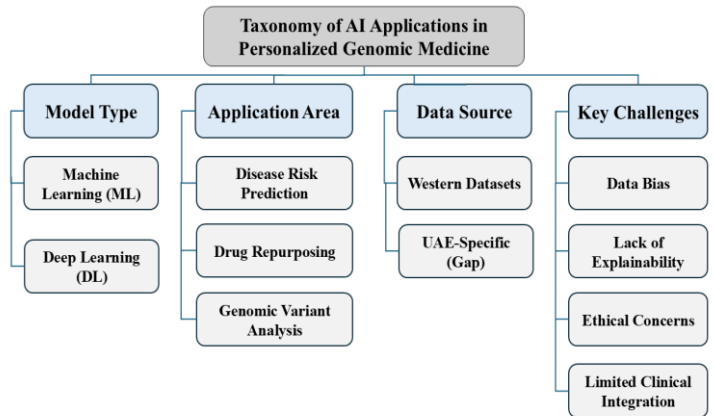 Taxonomy of AI Applications in
Personalized Genomic Medicine
Model Type
Machine
Learning (ML)
Deep Learning
(DL)
Application Area
Disease Risk
Prediction
Drug Repurposing
Genomic Variant
Analysis
Data Source
Western Datasets
UAE-Specific
(Gap)
Key Challenges
Data Bias
Lack of
Explainability
Ethical Concerns
Limited Clinical
Integration